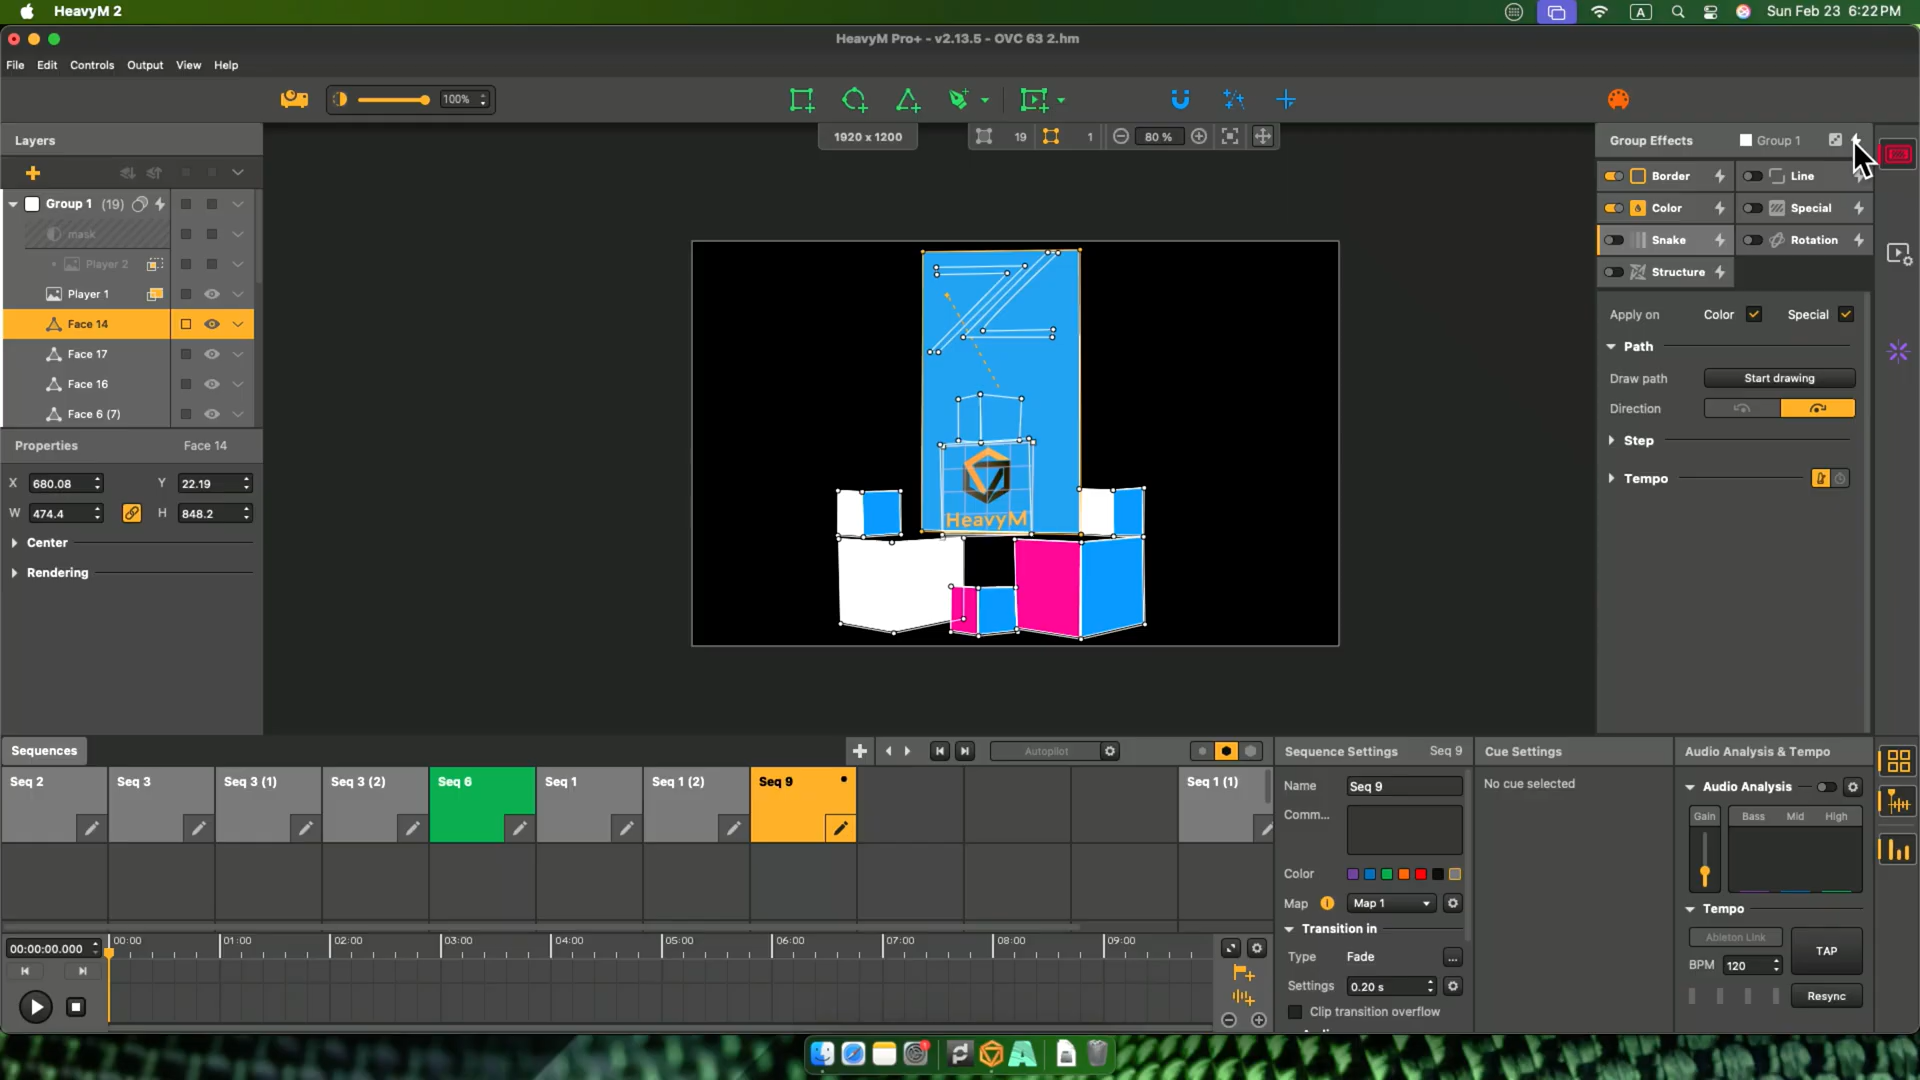 HeavyM 2
Sun Feb 23 6:22 PM
A
HeavyM Pro+ - v2.13.5 - OVC 63 2.hm
File Edit Controls Output View Help
100%
1920 x 1200
19
1
80 %
Layers
Group 1 (19)
mask
Player 2
Player 1
Face 14
Face 17
Face 16
Face 6 (7)
Properties Face 14
X 680.08 Y 22.19
W 474.4 H 848.2
Center
Rendering
HeavyM
Group Effects Group 1
Border Line
Color Special
Snake Rotation
Structure
Apply on Color Special
Path
Draw path Start drawing
Direction
Step
Tempo
Sequences
Autopilot
Seq 2 Seq 3 Seq 3 (1) Seq 3 (2) Seq 6 Seq 1 Seq 1 (2) Seq 9 Seq 1 (1)
00:00:00.000
00:00 01:00 02:00 03:00 04:00 05:00 06:00 07:00 08:00 09:00
Sequence Settings Seq 9
Name Seq 9
Comm...
Color
Map Map 1
Transition in
Type Fade ...
Settings 0.20 s
Clip transition overflow
Cue Settings
No cue selected
Audio Analysis & Tempo
Audio Analysis
Gain Bass Mid High
Tempo
Ableton Link
TAP
BPM 120
Resync